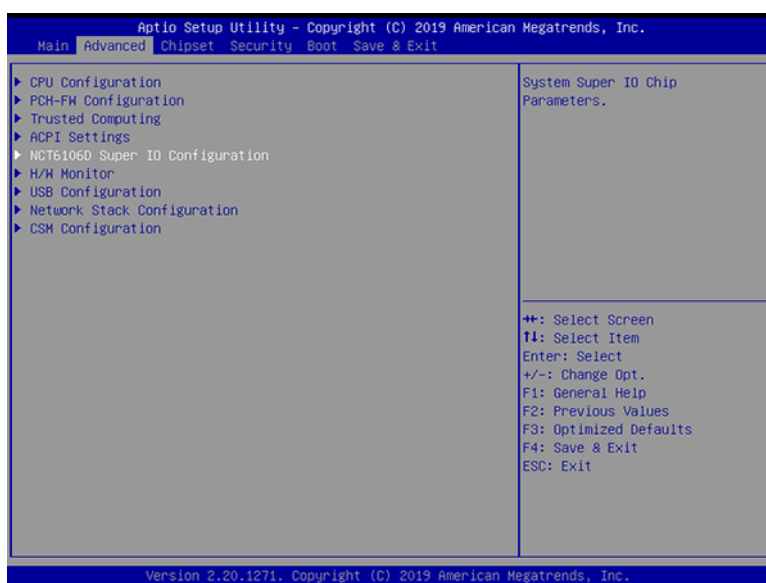 Aptio Setup Utility – Copyright (C) 2019 American Megatrends, Inc.
Main Advanced Chipset Security Boot Save & Exit
CPU Configuration
PCH-FW Configuration
Trusted Computing
ACPI Settings
NCT6106D Super IO Configuration
H/W Monitor
USB Configuration
Network Stack Configuration
CSM Configuration
System Super IO Chip
Parameters.
→←: Select Screen
↑↓: Select Item
Enter: Select
+/-: Change Opt.
F1: General Help
F2: Previous Values
F3: Optimized Defaults
F4: Save & Exit
ESC: Exit
Version 2.20.1271. Copyright (C) 2019 American Megatrends, Inc.